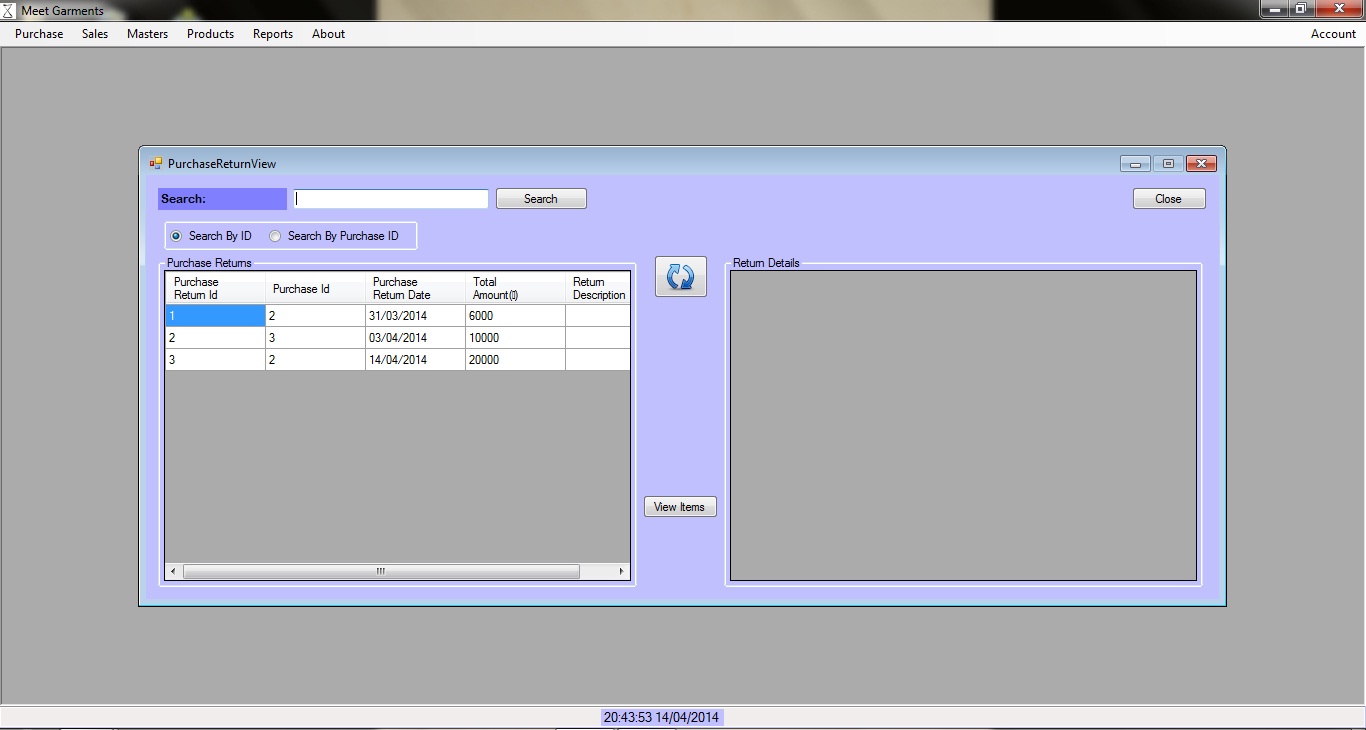 Meet Garments
Purchase Sales Masters Products Reports About Account
PurchaseReturnView
Search: Search Close
Search By ID Search By Purchase ID
Purchase Returns Return Details
Purchase Return Id Purchase Id Purchase Return Date Total Amount(▯) Return Description
1 2 31/03/2014 6000
2 3 03/04/2014 10000
3 2 14/04/2014 20000
View Items
20:43:53 14/04/2014